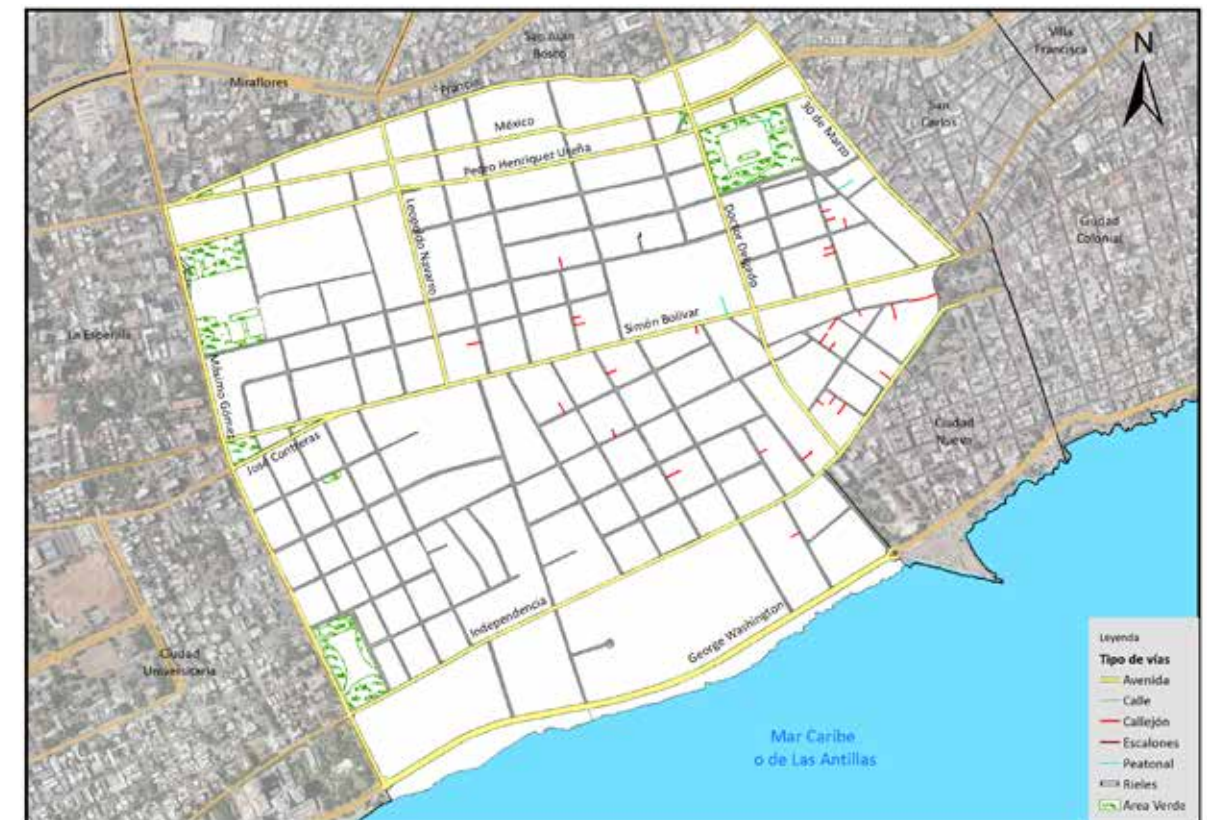 San Juan
Bosco
Villa
Francisca
N
Miraflores
Francia
San
Carlos
30 de Marzo
México
Pedro Henríquez Ureña
Ciudad
Colonial
Leopoldo Navarro
Doctor Delgado
La Esperilla
Simón Bolívar
Máximo Gómez
José Contreras
Ciudad
Nueva
Independencia
George Washington
Ciudad
Universitaria
Mar Caribe
o de Las Antillas
Leyenda
Tipo de vías
Avenida
Calle
Callejón
Escalones
Peatonal
Rieles
Area Verde